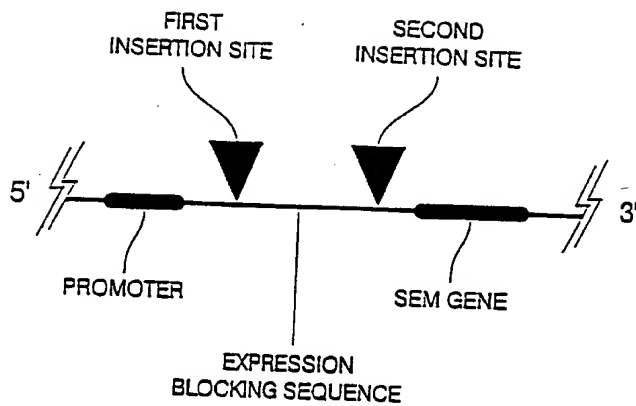 FIRST
INSERTION SITE
SECOND
INSERTION SITE
5'
3'
PROMOTER
SEM GENE
EXPRESSION
BLOCKING SEQUENCE